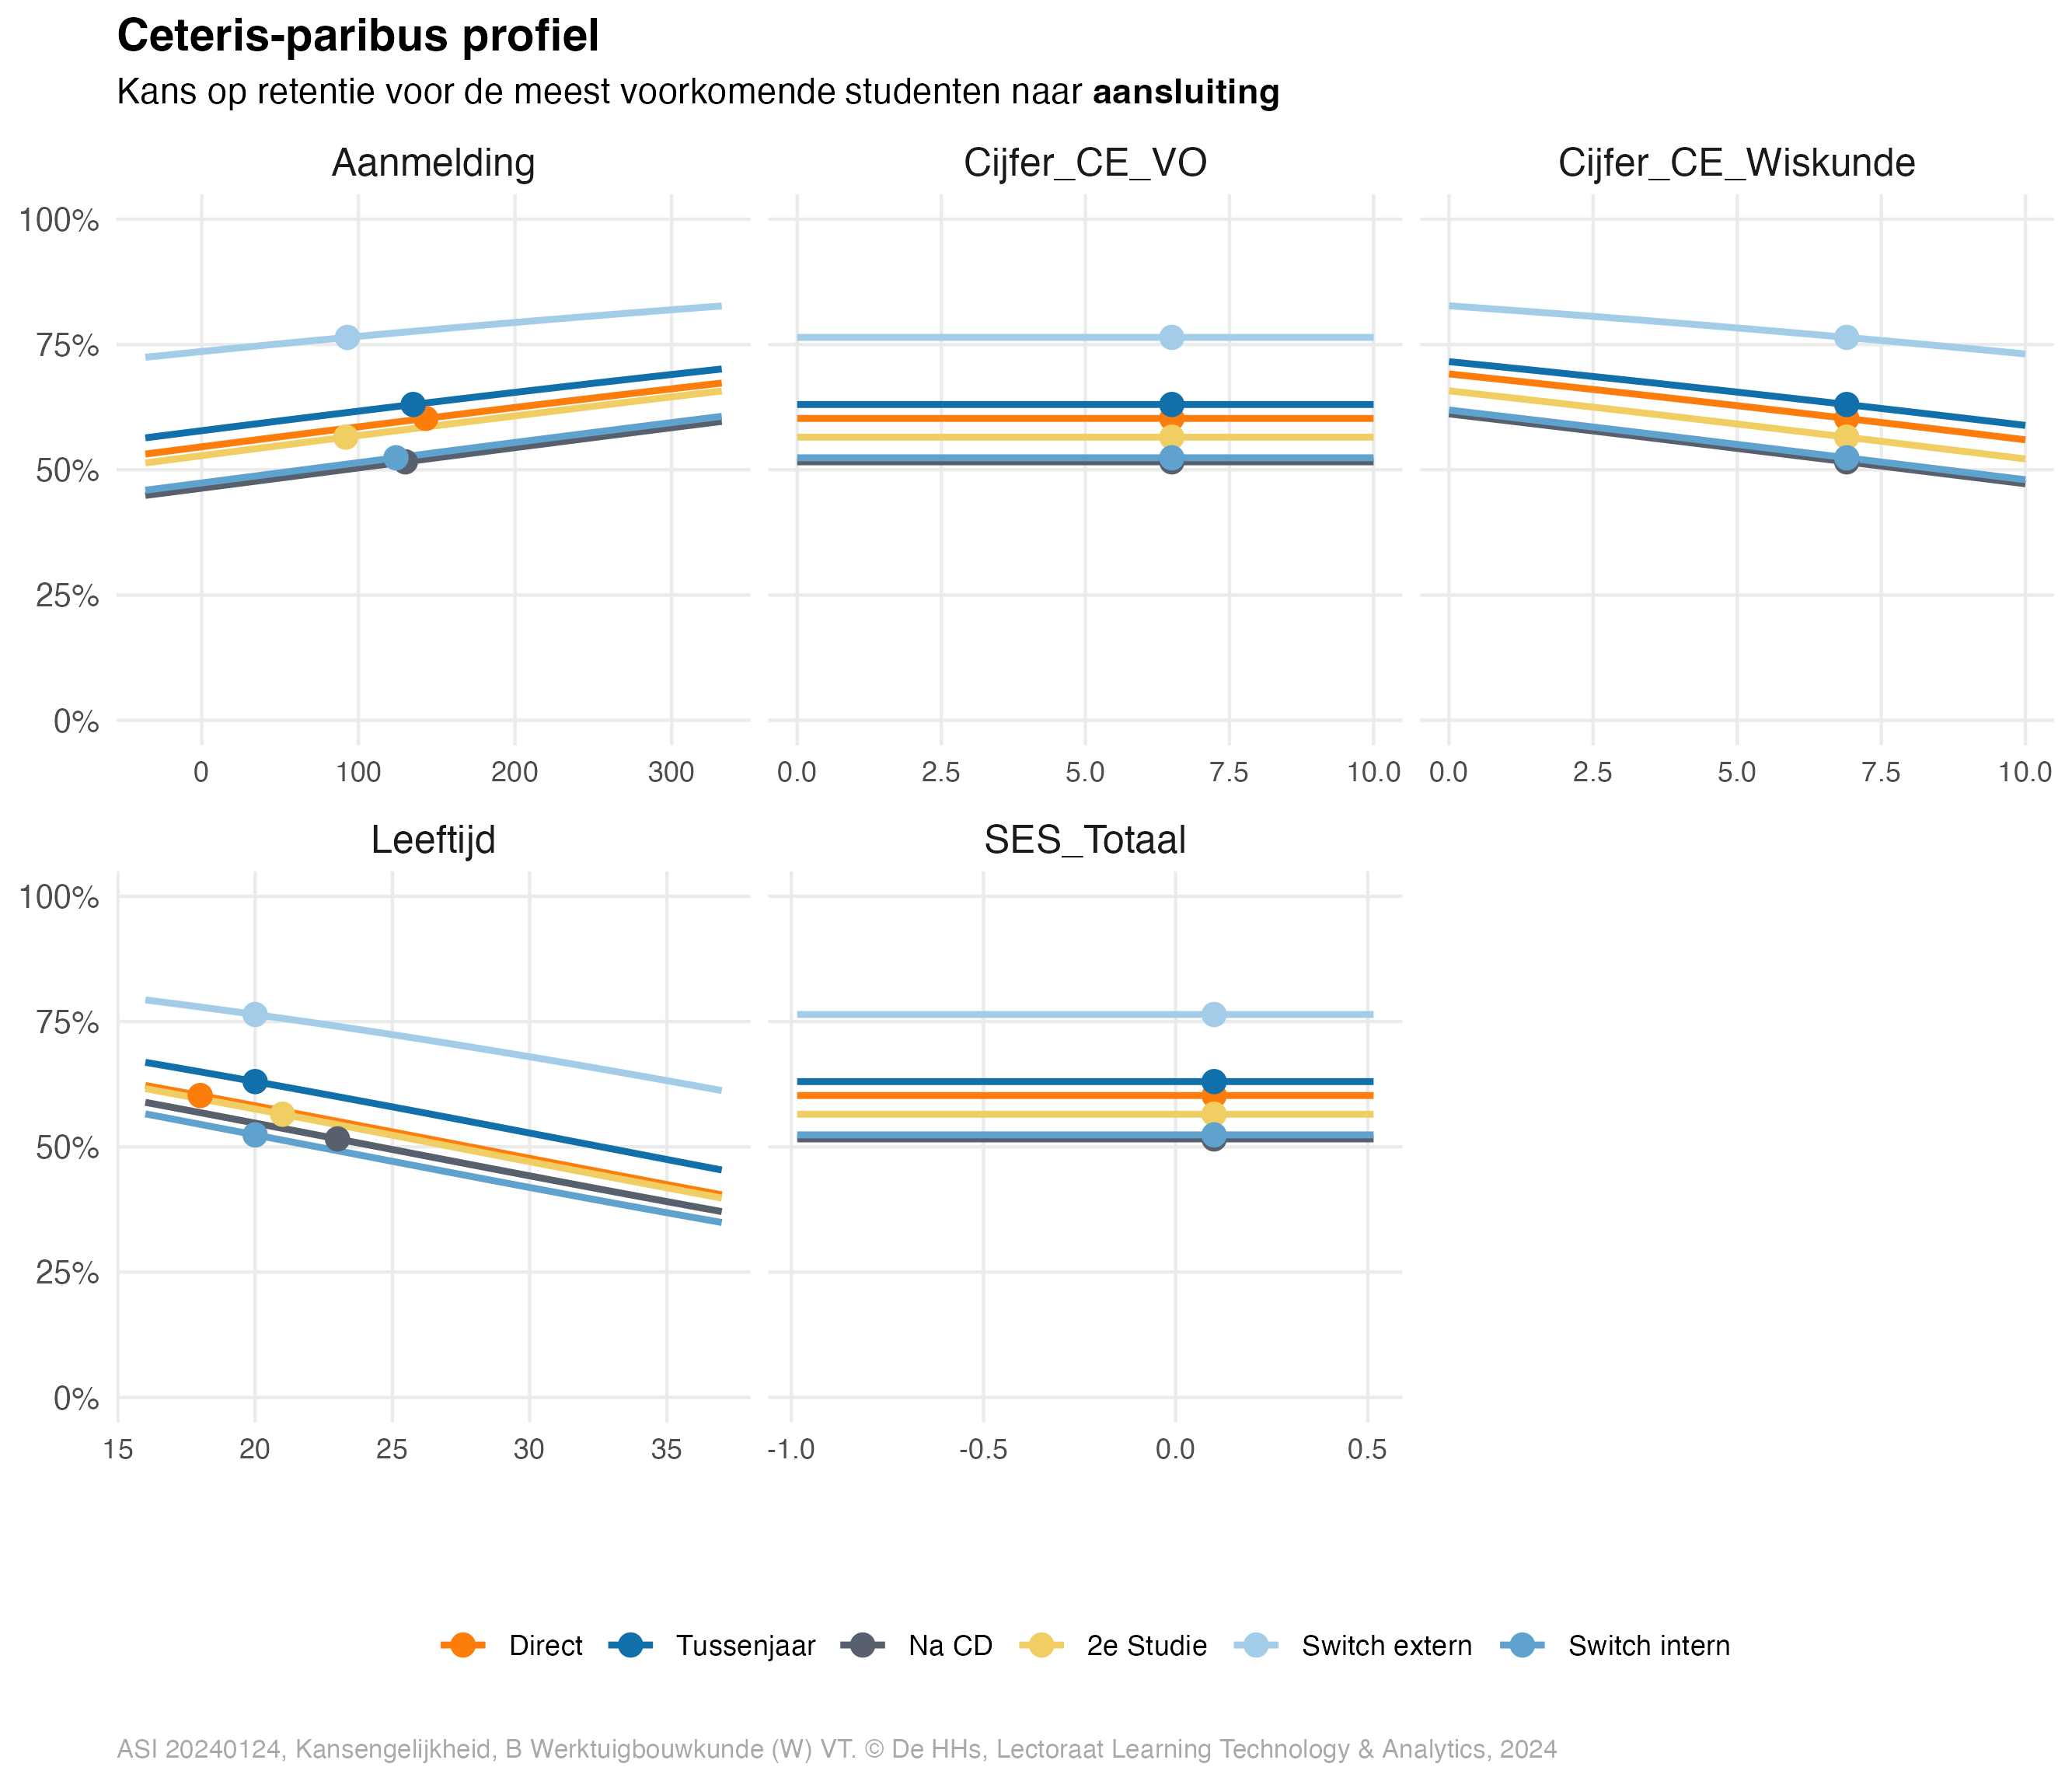 Ceteris-paribus profiel
Kans op retentie voor de meest voorkomende studenten naar aansluiting
Aanmelding
Cijfer_CE_VO
Cijfer_CE_Wiskunde
100%
75%
50%
25%
0%
0 100 200 300
0.0 2.5 5.0 7.5 10.0
0.0 2.5 5.0 7.5 10.0
Leeftijd
SES_Totaal
100%
75%
50%
25%
0%
15 20 25 30 35
-1.0 -0.5 0.0 0.5
Direct Tussenjaar Na CD 2e Studie Switch extern Switch intern
ASI 20240124, Kansengelijkheid, B Werktuigbouwkunde (W) VT. © De HHs, Lectoraat Learning Technology & Analytics, 2024